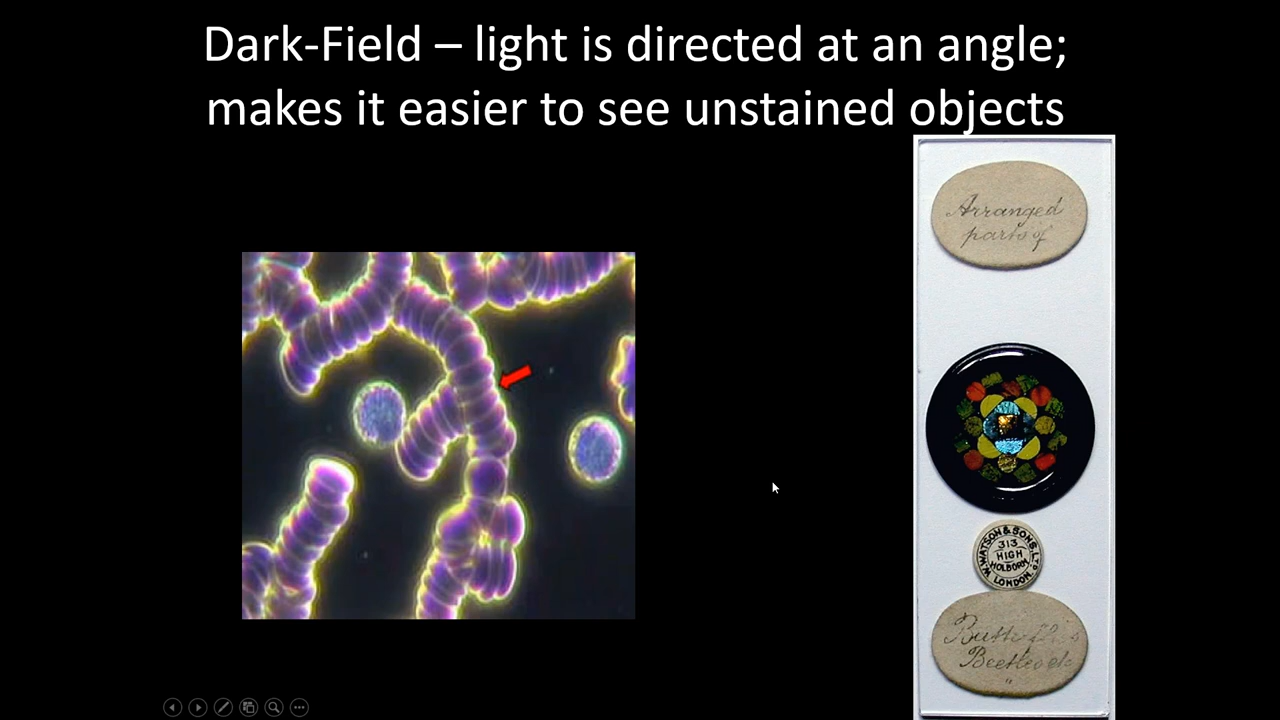 Dark-Field – light is directed at an angle;
makes it easier to see unstained objects
Arranged
parts of
W. WATSON & SONS, LTD
313
HIGH
HOLBORN
LONDON.